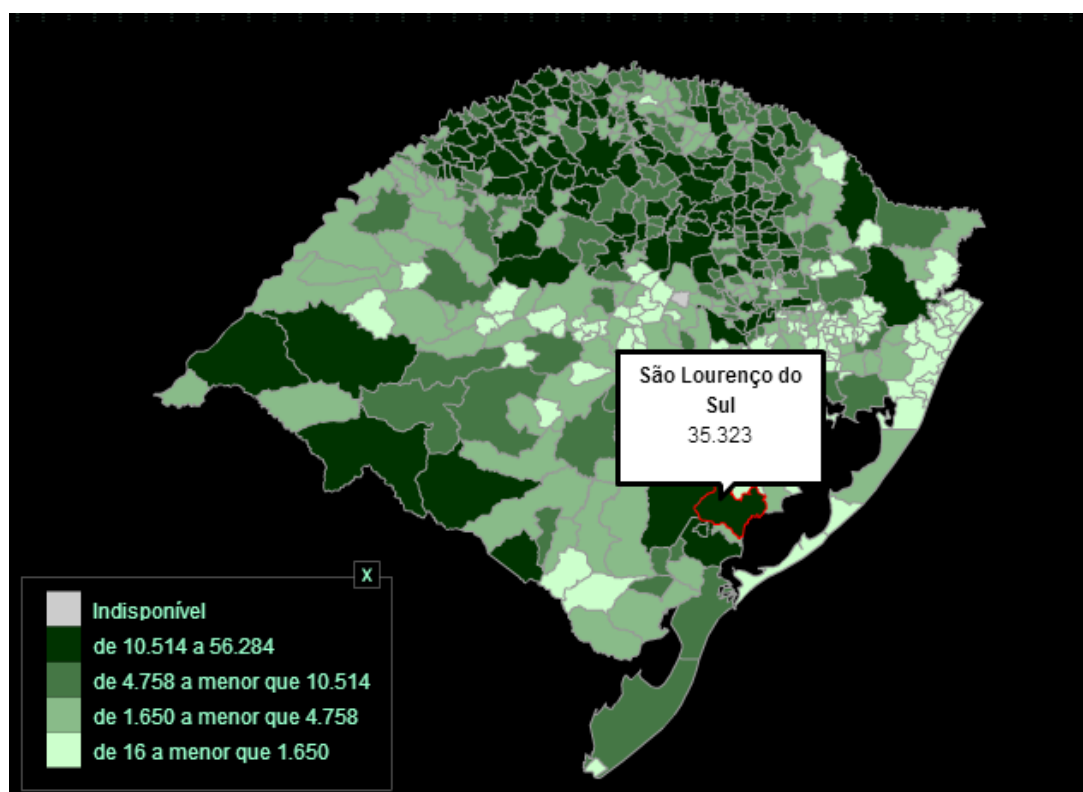 São Lourenço do
Sul
35.323
X
Indisponível
de 10.514 a 56.284
de 4.758 a menor que 10.514
de 1.650 a menor que 4.758
de 16 a menor que 1.650